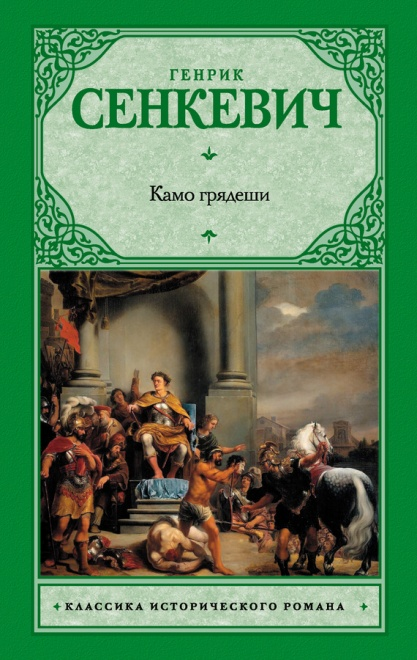 ГЕНРИК
СЕНКЕВИЧ
Камо грядеши
КЛАССИКА ИСТОРИЧЕСКОГО РОМАНА